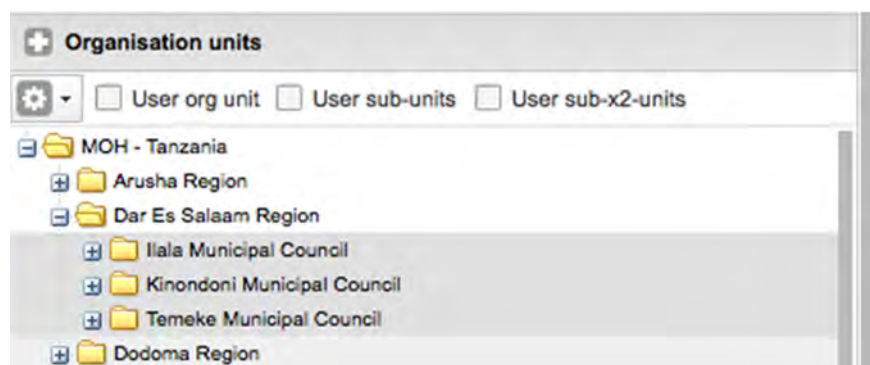 Organisation units
User org unit User sub-units User sub-x2-units
MOH - Tanzania
Arusha Region
Dar Es Salaam Region
Ilala Municipal Council
Kinondoni Municipal Council
Temeke Municipal Council
Dodoma Region